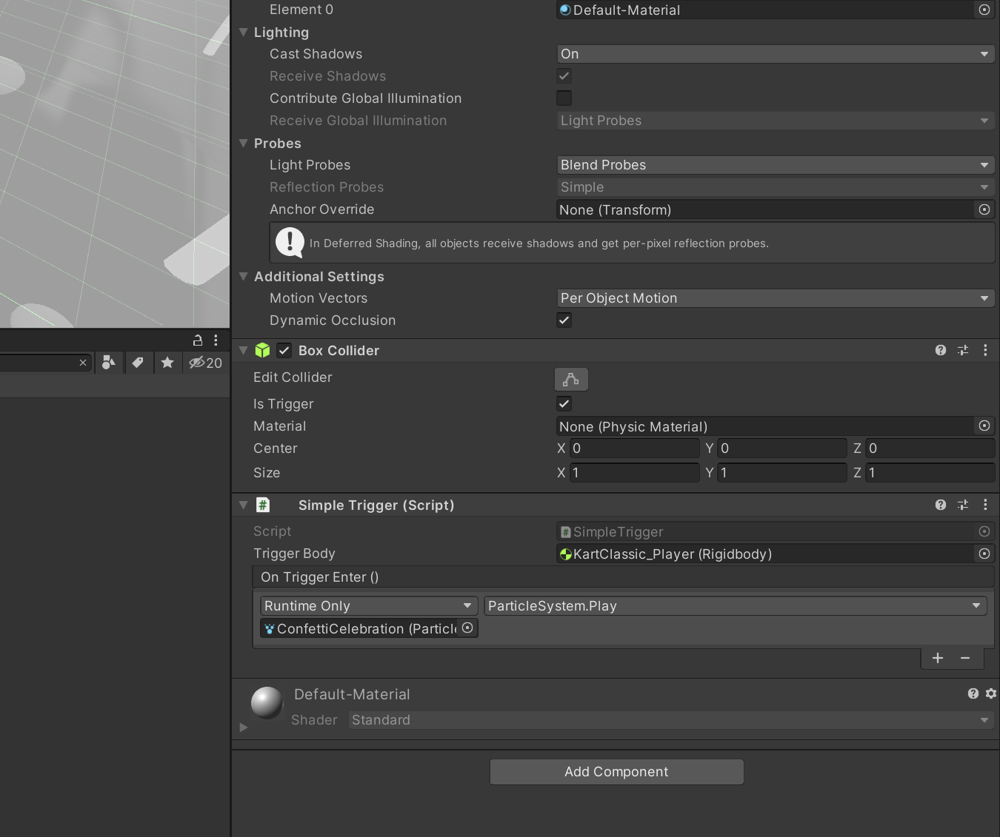 Element 0 Default-Material
Lighting
Cast Shadows On
Receive Shadows
Contribute Global Illumination
Receive Global Illumination Light Probes
Probes
Light Probes Blend Probes
Reflection Probes Simple
Anchor Override None (Transform)
In Deferred Shading, all objects receive shadows and get per-pixel reflection probes.
Additional Settings
Motion Vectors Per Object Motion
Dynamic Occlusion
20
Box Collider
Edit Collider
Is Trigger
Material None (Physic Material)
Center X 0 Y 0 Z 0
Size X 1 Y 1 Z 1
# Simple Trigger (Script)
Script # SimpleTrigger
Trigger Body KartClassic_Player (Rigidbody)
On Trigger Enter ()
Runtime Only ParticleSystem.Play
ConfettiCelebration (Particle
Default-Material
Shader Standard
Add Component